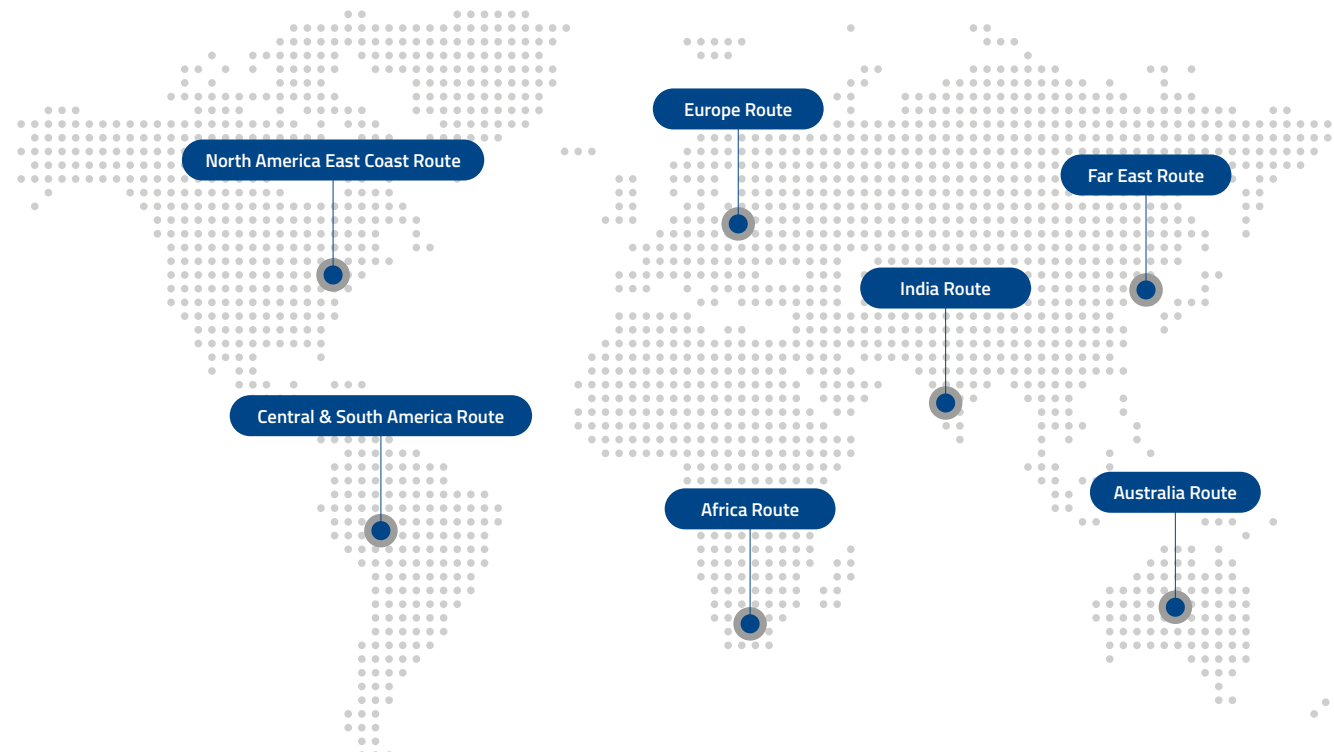 Europe Route
North America East Coast Route
Far East Route
India Route
Central & South America Route
Australia Route
Africa Route